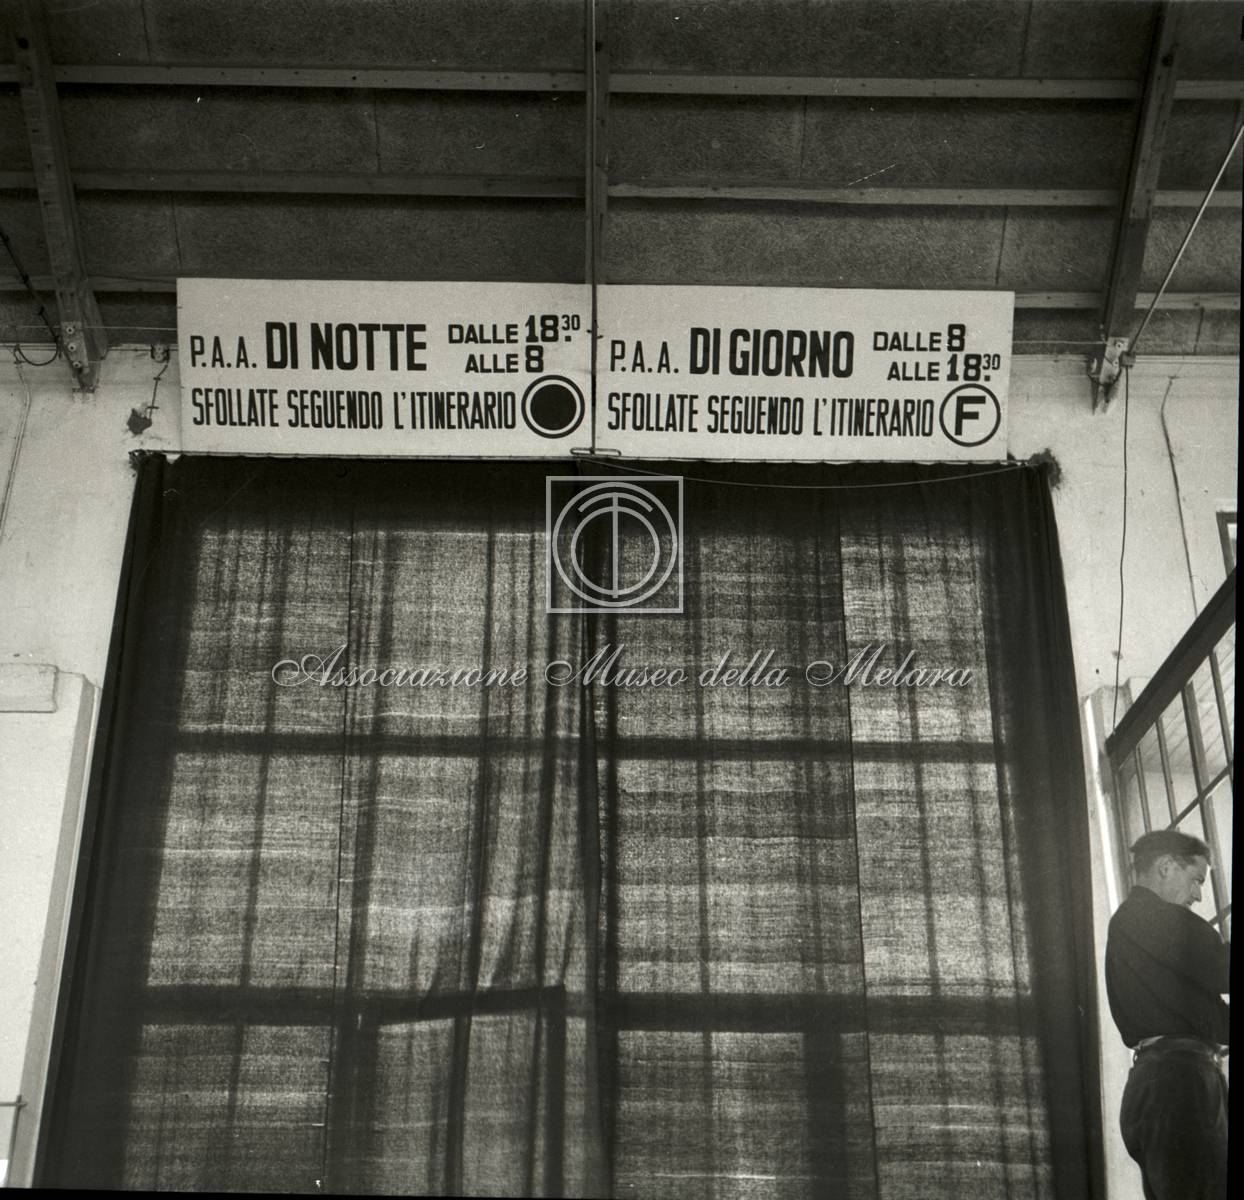 P.A.A. DI NOTTE DALLE 18.30
ALLE 8
SFOLLATE SEGUENDO L'ITINERARIO
P.A.A. DI GIORNO DALLE 8
ALLE 18.30
SFOLLATE SEGUENDO L'ITINERARIO F
Associazione Museo della Melara